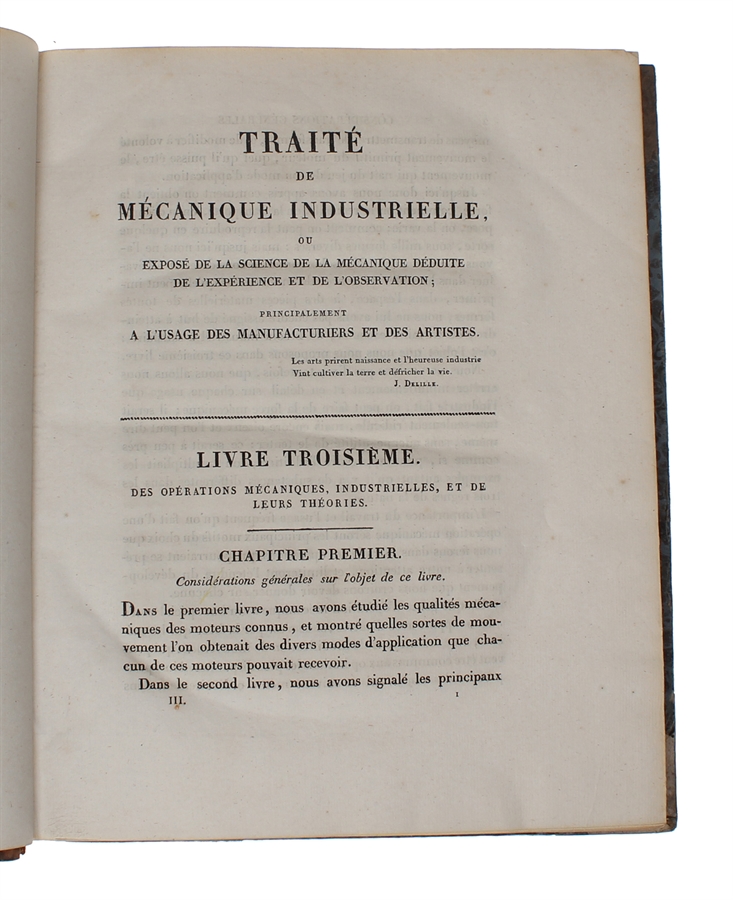 TRAITÉ
DE
MÉCANIQUE INDUSTRIELLE,
OU
EXPOSÉ DE LA SCIENCE DE LA MÉCANIQUE DÉDUITE
DE L'EXPÉRIENCE ET DE L'OBSERVATION;
PRINCIPALEMENT
A L'USAGE DES MANUFACTURIERS ET DES ARTISTES.
Les arts prirent naissance et l'heureuse industrie
Vint cultiver la terre et défricher la vie.
J. DELILLE.
LIVRE TROISIÈME.
DES OPÉRATIONS MÉCANIQUES, INDUSTRIELLES, ET DE
LEURS THÉORIES.
CHAPITRE PREMIER.
Considérations générales sur l'objet de ce livre.
DANS le premier livre, nous avons étudié les qualités méca-
niques des moteurs connus, et montré quelles sortes de mou-
vement l'on obtenait des divers modes d'application que cha-
cun de ces moteurs pouvait recevoir.
Dans le second livre, nous avons signalé les principaux
III. 1